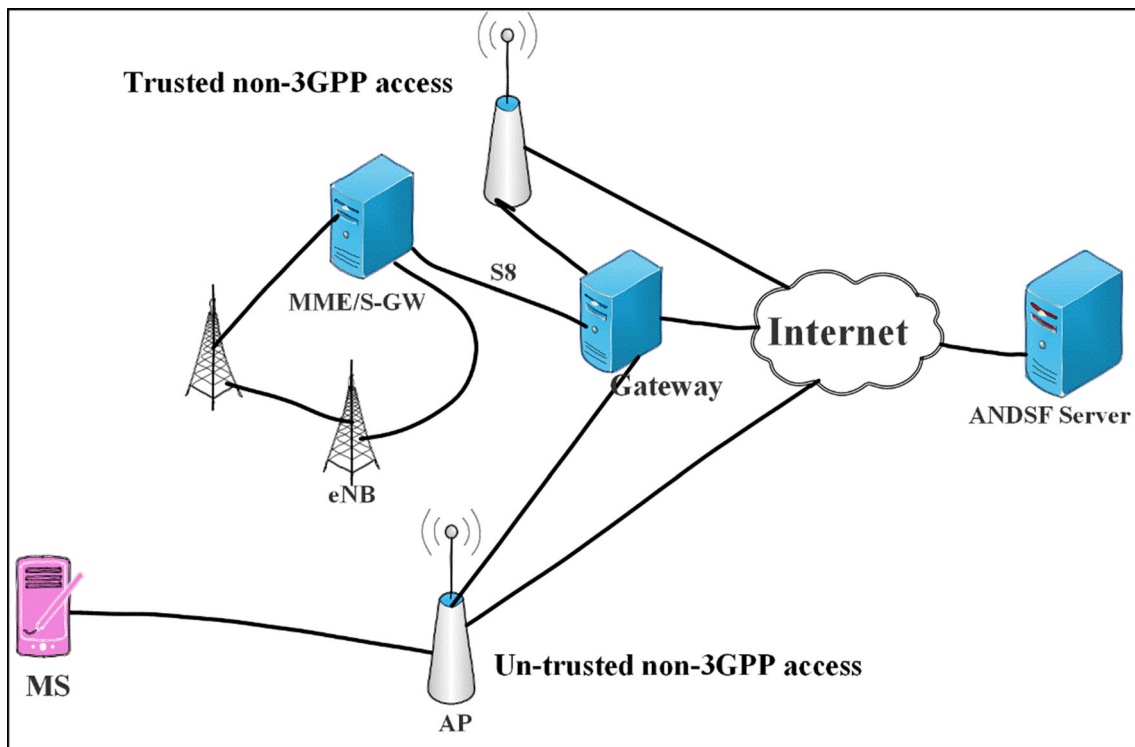 Trusted non-3GPP access
S8
MME/S-GW
Internet
Gateway
ANDSF Server
eNB
Un-trusted non-3GPP access
MS
AP